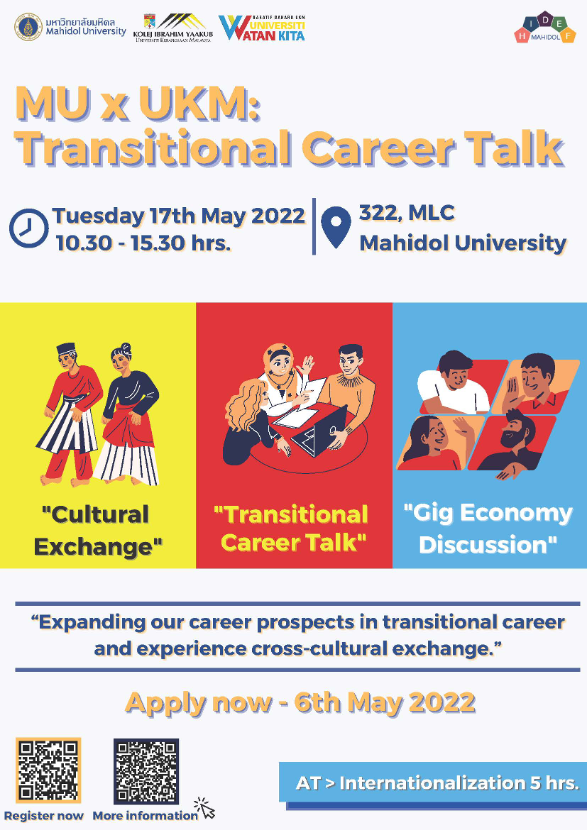 มหาวิทยาลัยมหิดล
Mahidol University
KOLEJ IBRAHIM YAAKUB
UNIVERSITI KEBANGSAAN MALAYSIA
WATAN KITA
UNIVERSITI
H I D E F
MAHIDOL
MU x UKM:
Transitional Career Talk
Tuesday 17th May 2022
10.30 - 15.30 hrs.
322, MLC
Mahidol University
"Cultural
Exchange"
"Transitional
Career Talk"
"Gig Economy
Discussion"
“Expanding our career prospects in transitional career
and experience cross-cultural exchange.”
Apply now - 6th May 2022
Register now
More information
AT > Internationalization 5 hrs.